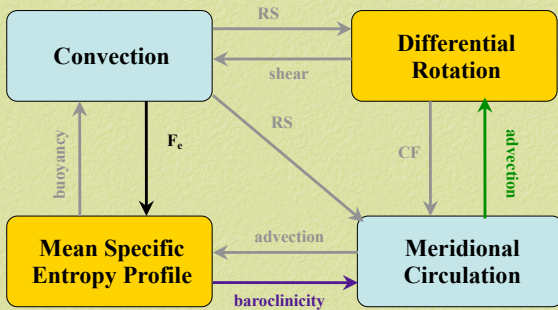 RS
Convection
Differential
Rotation
shear
RS
buoyancy
Fe
CF
advection
advection
Mean Specific
Entropy Profile
Meridional
Circulation
baroclinicity